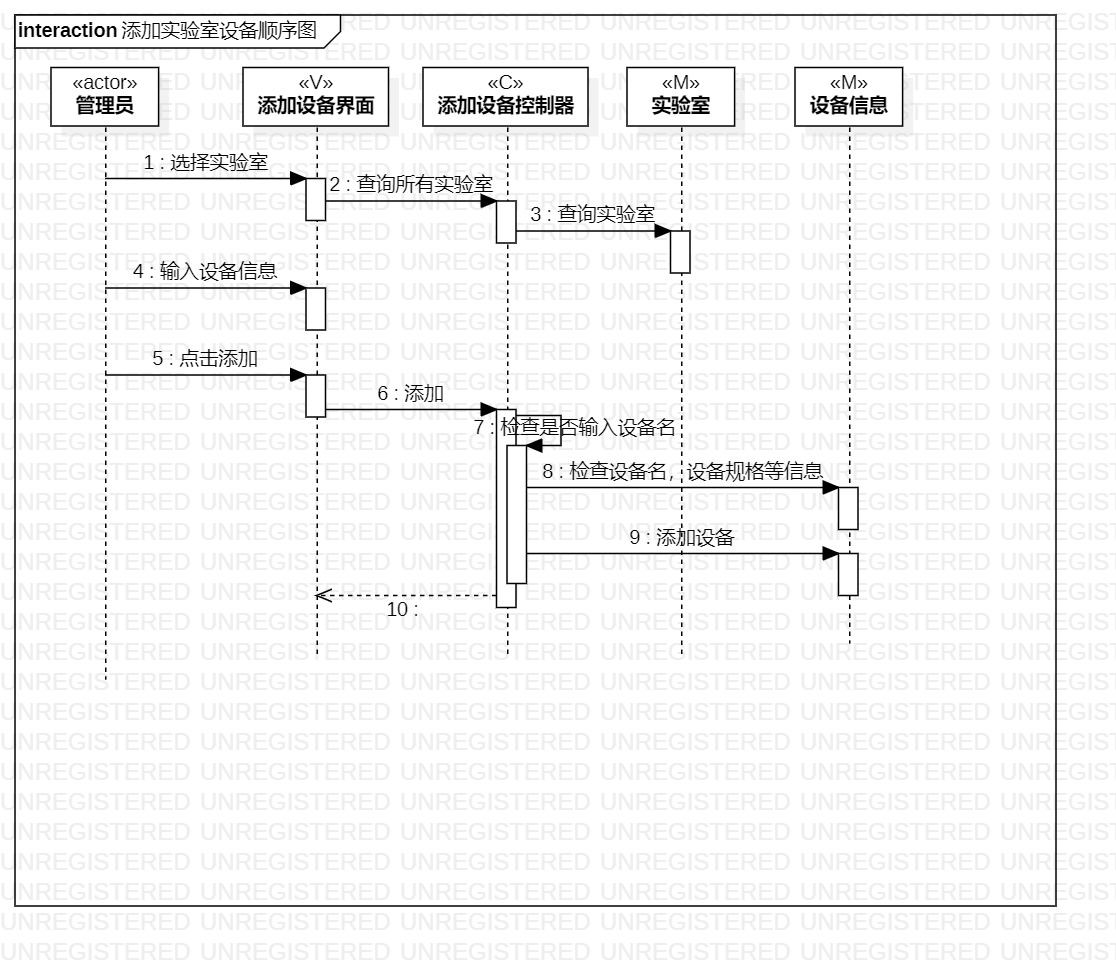 interaction 添加实验室设备顺序图
«actor»
管理员
«V»
添加设备界面
«C»
添加设备控制器
«M»
实验室
«M»
设备信息
1 : 选择实验室
2 : 查询所有实验室
3 : 查询实验室
4 : 输入设备信息
5 : 点击添加
6 : 添加
7 : 检查是否输入设备名
8 : 检查设备名，设备规格等信息
9 : 添加设备
10 :
UNREGISTERED